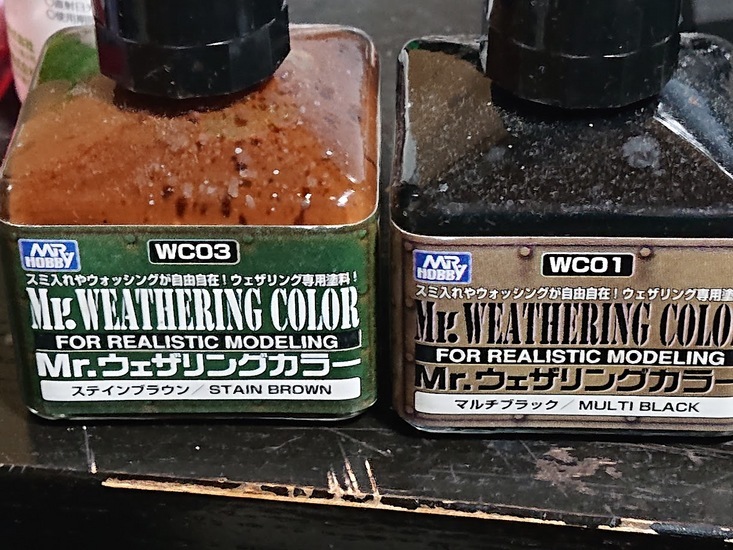 MR HOBBY
WC03
スミ入れやウォッシングが自由自在！ウェザリング専用塗料！
Mr. WEATHERING COLOR
FOR REALISTIC MODELING
Mr.ウェザリングカラー
ステインブラウン／STAIN BROWN
MR HOBBY
WC01
スミ入れやウォッシングが自由自在！ウェザリング専用塗
Mr. WEATHERING COLO
FOR REALISTIC MODELING
Mr.ウェザリングカラー
マルチブラック／MULTI BLACK